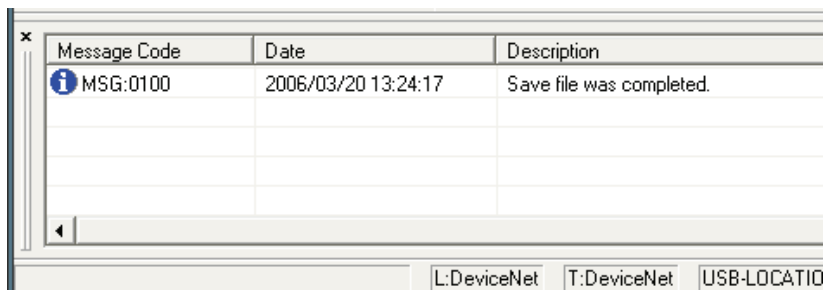 Message Code Date Description
MSG:0100 2006/03/20 13:24:17 Save file was completed.
L:DeviceNet T:DeviceNet